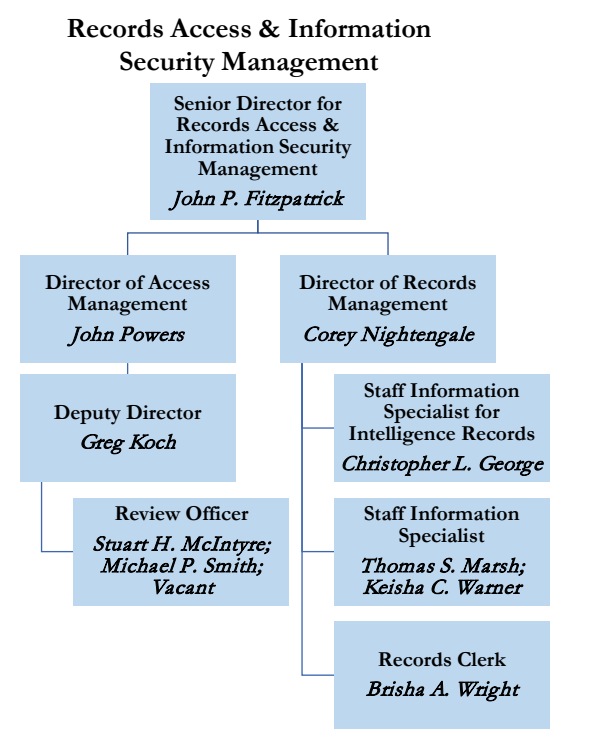 Records Access & Information
Security Management
Senior Director for
Records Access &
Information Security
Management
John P. Fitzpatrick
Director of Access
Management
John Powers
Director of Records
Management
Corey Nightengale
Deputy Director
Greg Koch
Staff Information
Specialist for
Intelligence Records
Christopher L. George
Review Officer
Stuart H. McIntyre;
Michael P. Smith;
Vacant
Staff Information
Specialist
Thomas S. Marsh;
Keisha C. Warner
Records Clerk
Brisha A. Wright